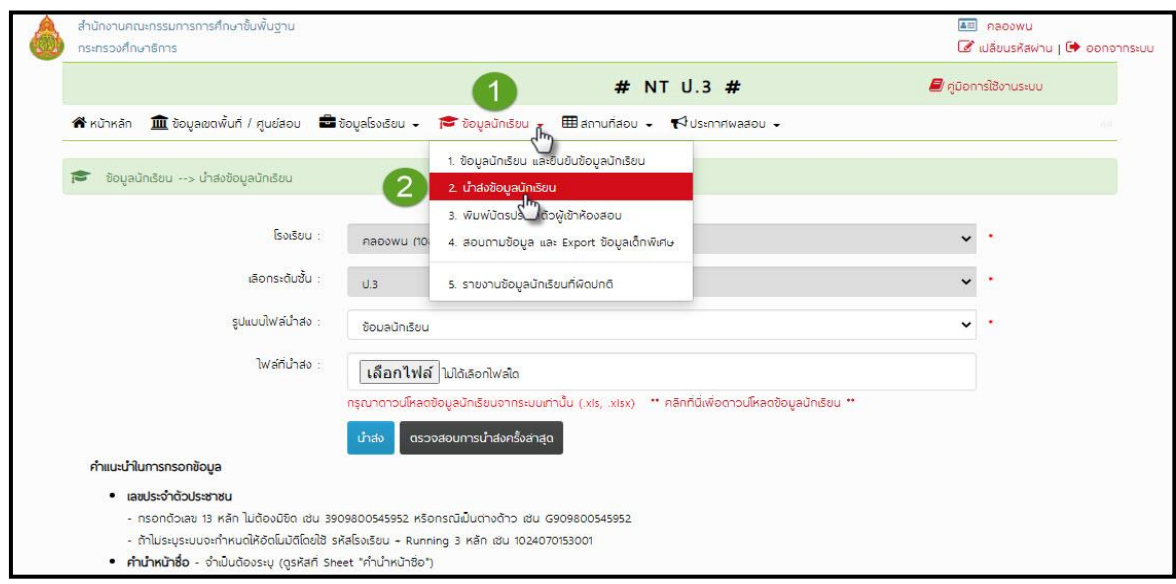 สำนักงานคณะกรรมการการศึกษาขั้นพื้นฐาน
กระทรวงศึกษาธิการ
คลองพน
เปลี่ยนรหัสผ่าน | ออกจากระบบ
# NT ป.3 #
คู่มือการใช้งานระบบ
1
หน้าหลัก ข้อมูลเขตพื้นที่ / ศูนย์สอบ ข้อมูลโรงเรียน ข้อมูลนักเรียน สถานที่สอบ ประกาศผลสอบ
1. ข้อมูลนักเรียน และยืนยันข้อมูลนักเรียน
ข้อมูลนักเรียน --> นำส่งข้อมูลนักเรียน
2
2. นำส่งข้อมูลนักเรียน
3. พิมพ์บัตรประจำตัวผู้เข้าห้องสอบ
4. สอบถามข้อมูล และ Export ข้อมูลเด็กพิเศษ
5. รายงานข้อมูลนักเรียนที่ผิดปกติ
โรงเรียน : คลองพน (10 *
เลือกระดับชั้น : ป.3 *
รูปแบบไฟล์นำส่ง : ข้อมูลนักเรียน *
ไฟล์ที่นำส่ง : เลือกไฟล์ ไม่ได้เลือกไฟล์ใด
กรุณาดาวน์โหลดข้อมูลนักเรียนจากระบบเท่านั้น (.xls, .xlsx) ** คลิกที่นี่เพื่อดาวน์โหลดข้อมูลนักเรียน **
นำส่ง ตรวจสอบการนำส่งครั้งล่าสุด
คำแนะนำในการกรอกข้อมูล
• เลขประจำตัวประชาชน
- กรอกตัวเลข 13 หลัก ไม่ต้องมีขีด เช่น 3909800545952 หรือกรณีเป็นต่างด้าว เช่น G909800545952
- ถ้าไม่ระบุระบบจะกำหนดให้อัตโนมัติโดยใช้ รหัสโรงเรียน + Running 3 หลัก เช่น 1024070153001
• คำนำหน้าชื่อ - จำเป็นต้องระบุ (ดูรหัสที่ Sheet "คำนำหน้าชื่อ")